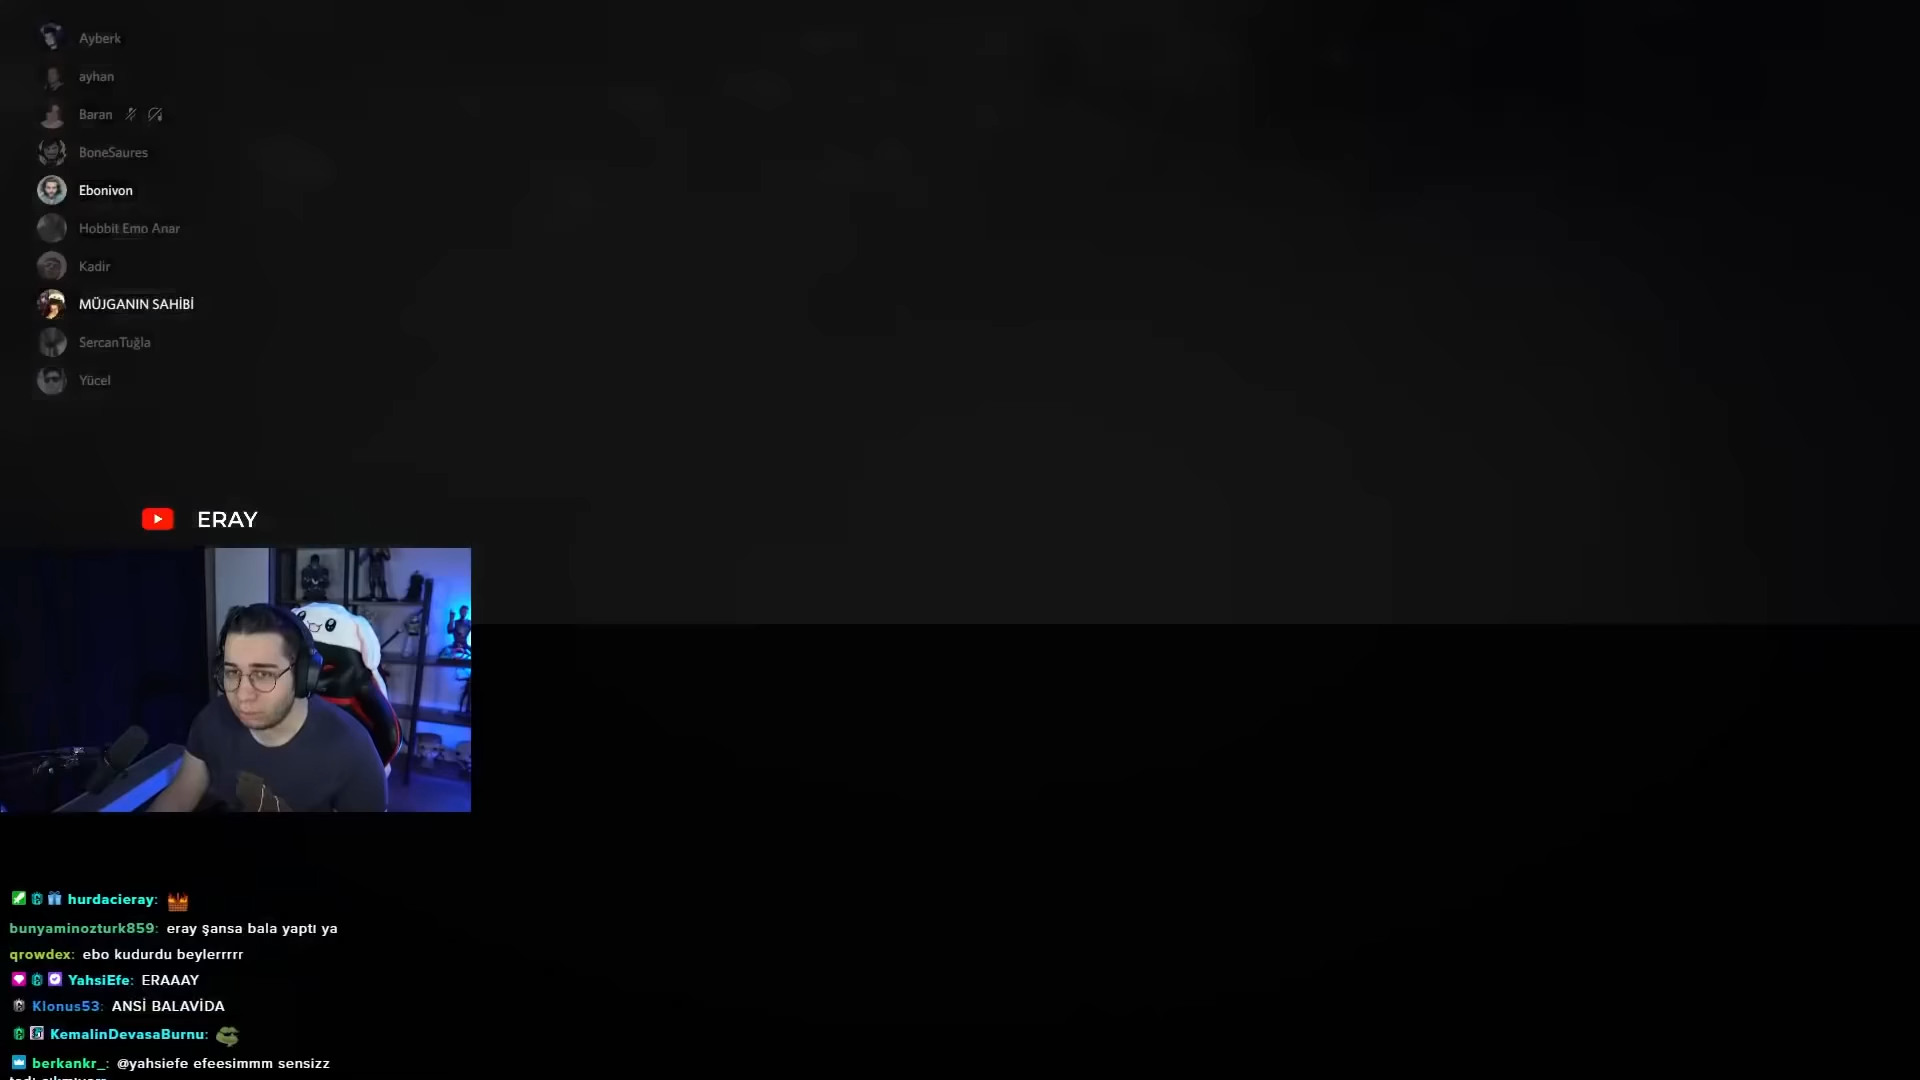 Ayberk
ayhan
Baran
BoneSaures
Ebonivon
Hobbit Emo Anar
Kadir
MÜJGANIN SAHİBİ
SercanTuğla
Yücel
ERAY
hurdacieray:
bunyaminozturk859: eray şansa bala yaptı ya
qrowdex: ebo kudurdu beylerrrrr
YahsiEfe: ERAAAY
Klonus53: ANSİ BALAVİDA
KemalinDevasaBurnu:
berkankr_: @yahsiefe efeesimmm sensizz